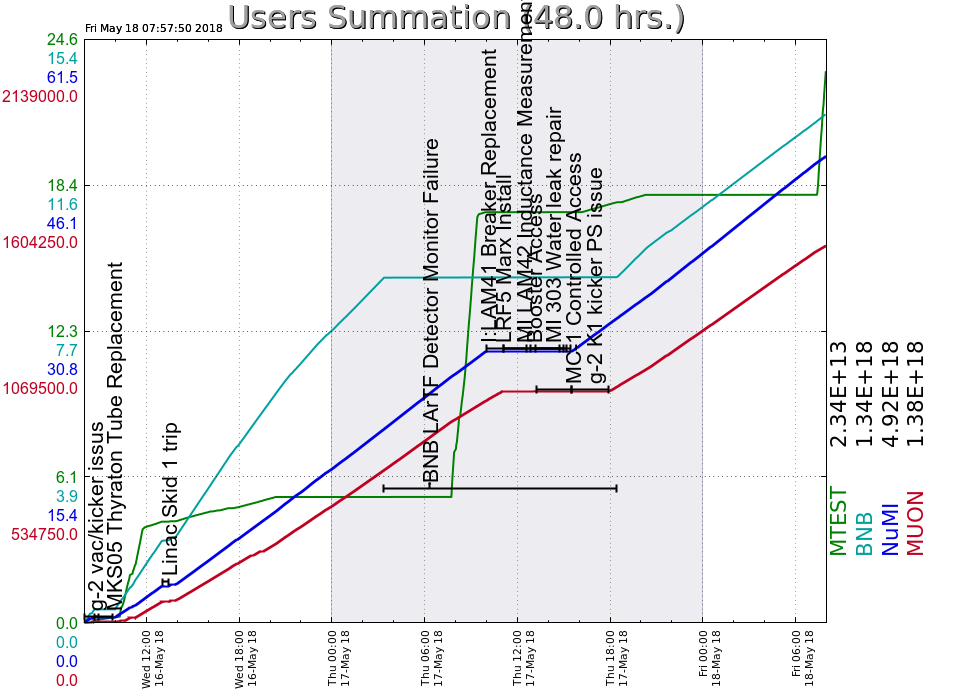 Users Summation (48.0 hrs.)
Fri May 18 07:57:50 2018
24.6
15.4
61.5
2139000.0
18.4
11.6
46.1
1604250.0
12.3
7.7
30.8
1069500.0
6.1
3.9
15.4
534750.0
0.0
0.0
0.0
0.0
g-2 vac/kicker issus
MKS05 Thyraton Tube Replacement
Linac Skid 1 trip
BNB LArTF Detector Monitor Failure
I:LAM41 Breaker Replacement
LRF5 Marx Install
MI LAM42 Inductance Measuremen
Booster Access
MI 303 Water leak repair
MC-1 Controlled Access
g-2 K1 kicker PS issue
Wed 12:00
16-May 18
Wed 18:00
16-May 18
Thu 00:00
17-May 18
Thu 06:00
17-May 18
Thu 12:00
17-May 18
Thu 18:00
17-May 18
Fri 00:00
18-May 18
Fri 06:00
18-May 18
MTEST 2.34E+13
BNB 1.34E+18
NuMI 4.92E+18
MUON 1.38E+18